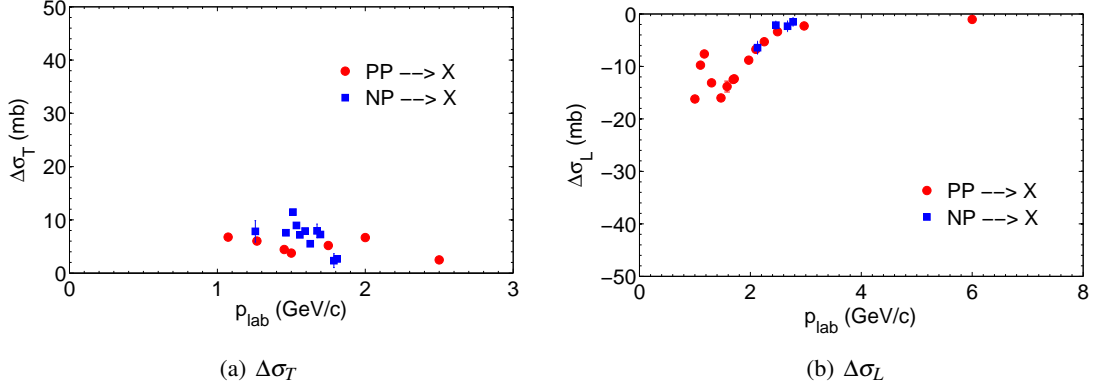 50
40
30
20
10
0
Δσ_T (mb)
PP −−> X
NP −−> X
0 1 2 3
p_lab (GeV/c)
(a) Δσ_T
0
−10
−20
−30
−40
−50
Δσ_L (mb)
PP −−> X
NP −−> X
0 2 4 6 8
p_lab (GeV/c)
(b) Δσ_L